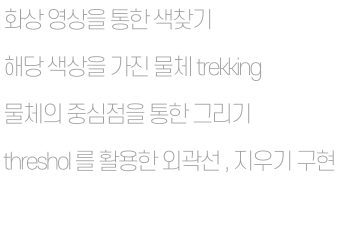 화상 영상을 통한 색찾기
해당 색상을 가진 물체 trekking
물체의 중심점을 통한 그리기
threshol 를 활용한 외곽선 , 지우기 구현